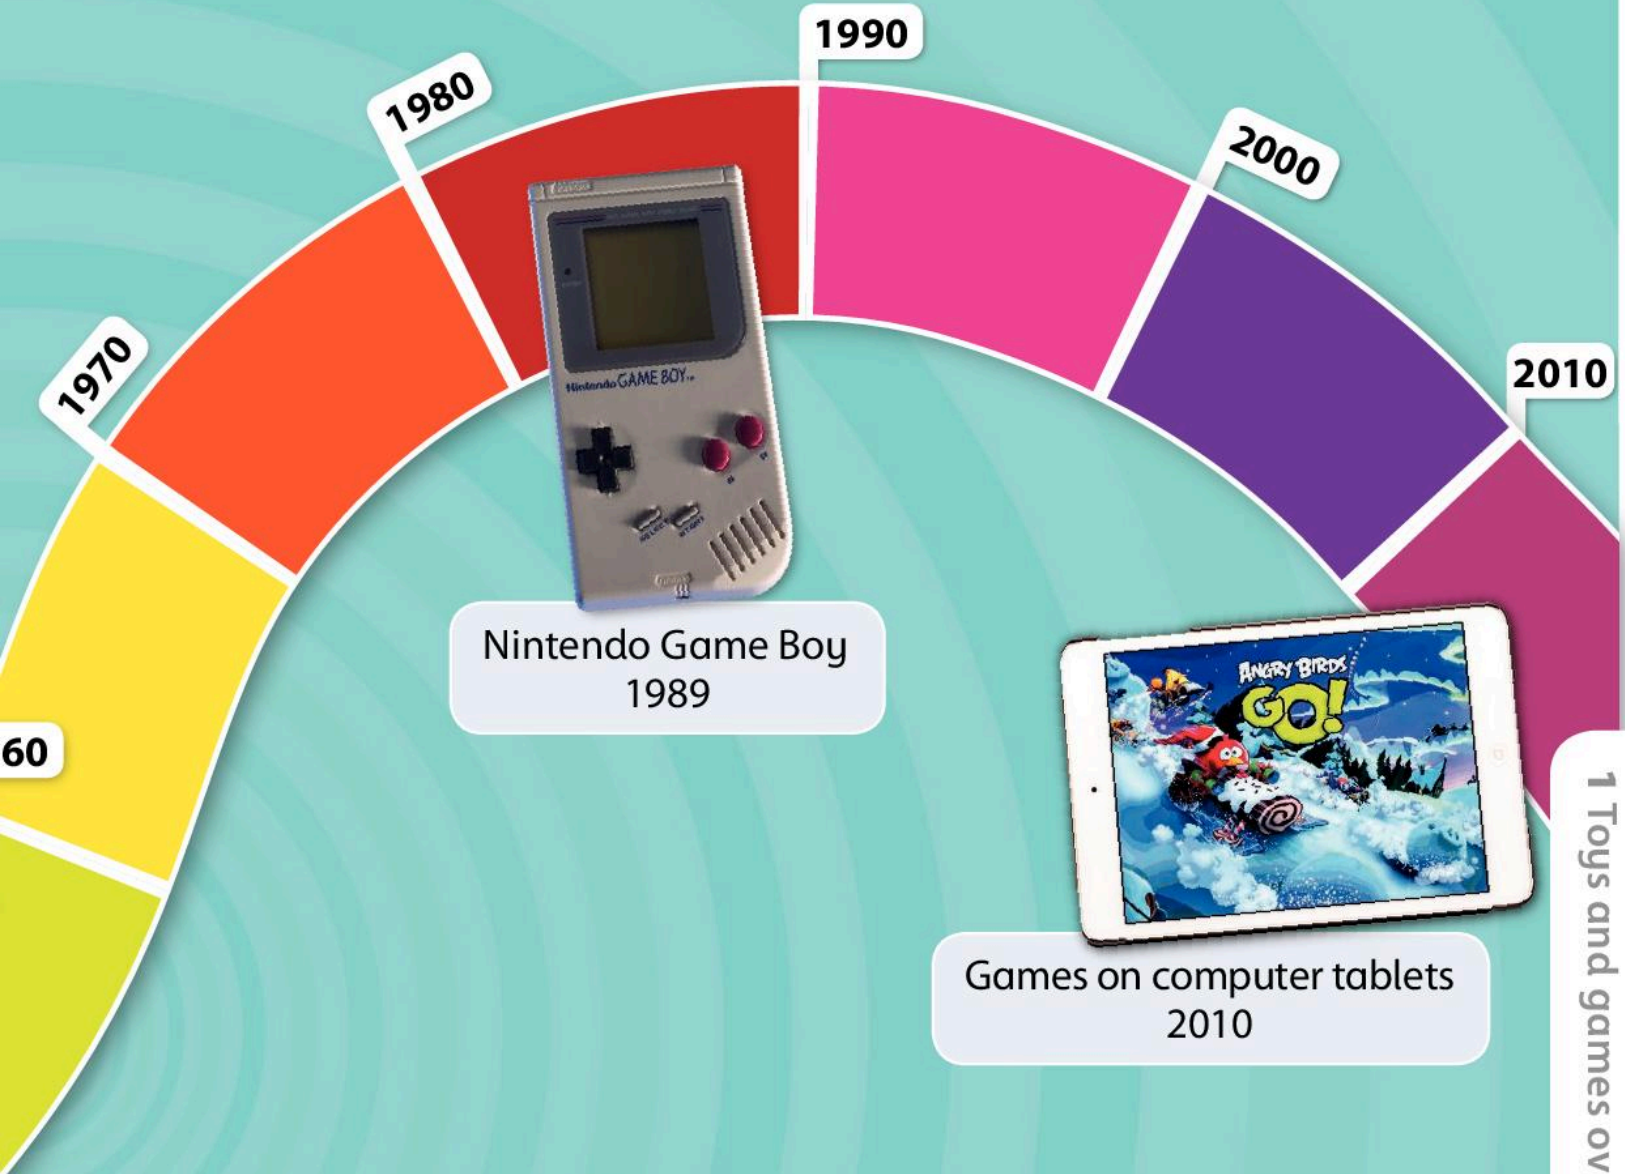 1990
1980
2000
1970
2010
Nintendo GAME BOY
Nintendo Game Boy
1989
60
ANGRY BIRDS
GO!
Games on computer tablets
2010
1 Toys and games ov